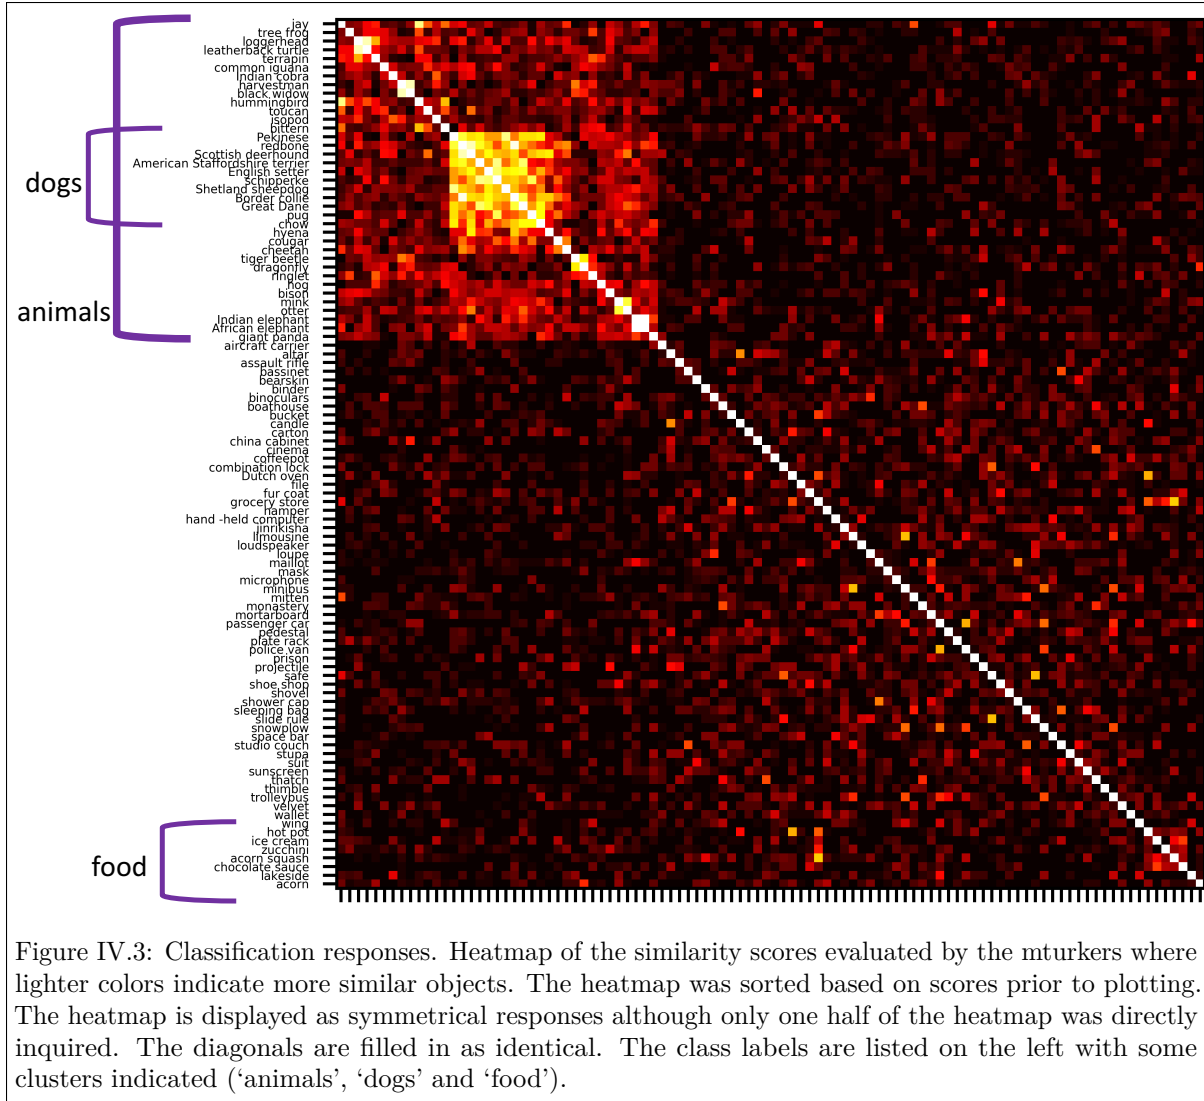 jay
tree frog
loggerhead
leatherback turtle
terrapin
common iguana
Indian cobra
harvestman
black widow
hummingbird
toucan
isopod
bittern
Pekinese
redbone
Scottish deerhound
American Staffordshire terrier
English setter
schipperke
Shetland sheepdog
Border collie
Great Dane
pug
chow
hyena
cougar
cheetah
tiger beetle
dragonfly
ringlet
hog
bison
mink
otter
Indian elephant
African elephant
giant panda
aircraft carrier
altar
assault rifle
bassinet
bearskin
binder
binoculars
boathouse
bucket
candle
carton
china cabinet
cinema
coffeepot
combination lock
Dutch oven
file
fur coat
grocery store
hamper
hand -held computer
jinrikisha
limousine
loudspeaker
loupe
maillot
mask
microphone
minibus
mitten
monastery
mortarboard
passenger car
pedestal
plate rack
police van
prison
projectile
safe
shoe shop
shovel
shower cap
sleeping bag
slide rule
snowplow
space bar
studio couch
stupa
suit
sunscreen
thatch
thimble
trolleybus
velvet
wallet
wing
hot pot
ice cream
zucchini
acorn squash
chocolate sauce
lakeside
acorn
dogs
animals
food
Figure IV.3: Classification responses. Heatmap of the similarity scores evaluated by the mturkers where
lighter colors indicate more similar objects. The heatmap was sorted based on scores prior to plotting.
The heatmap is displayed as symmetrical responses although only one half of the heatmap was directly
inquired. The diagonals are filled in as identical. The class labels are listed on the left with some
clusters indicated (‘animals’, ‘dogs’ and ‘food’).